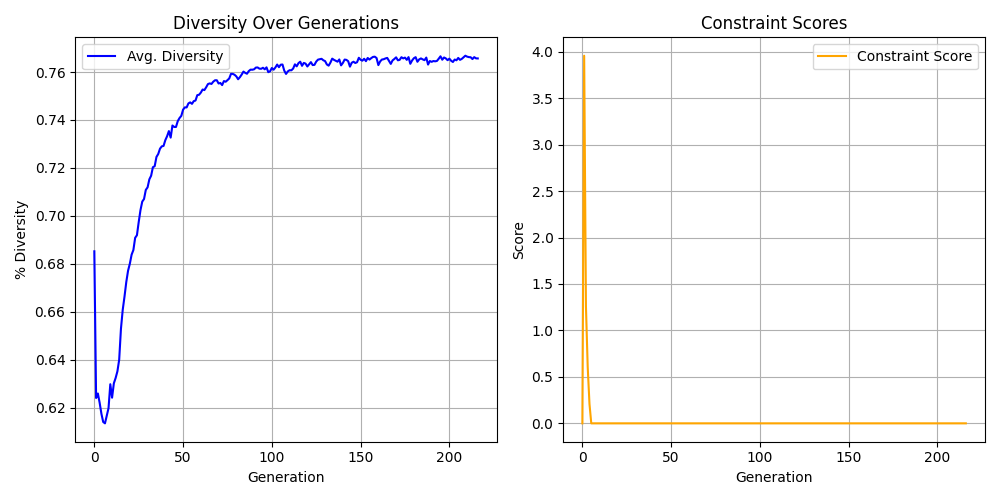 Diversity Over Generations
Avg. Diversity
0.76
0.74
0.72
0.70
0.68
0.66
0.64
0.62
% Diversity
0 50 100 150 200
Generation
Constraint Scores
Constraint Score
4.0
3.5
3.0
2.5
2.0
1.5
1.0
0.5
0.0
Score
0 50 100 150 200
Generation